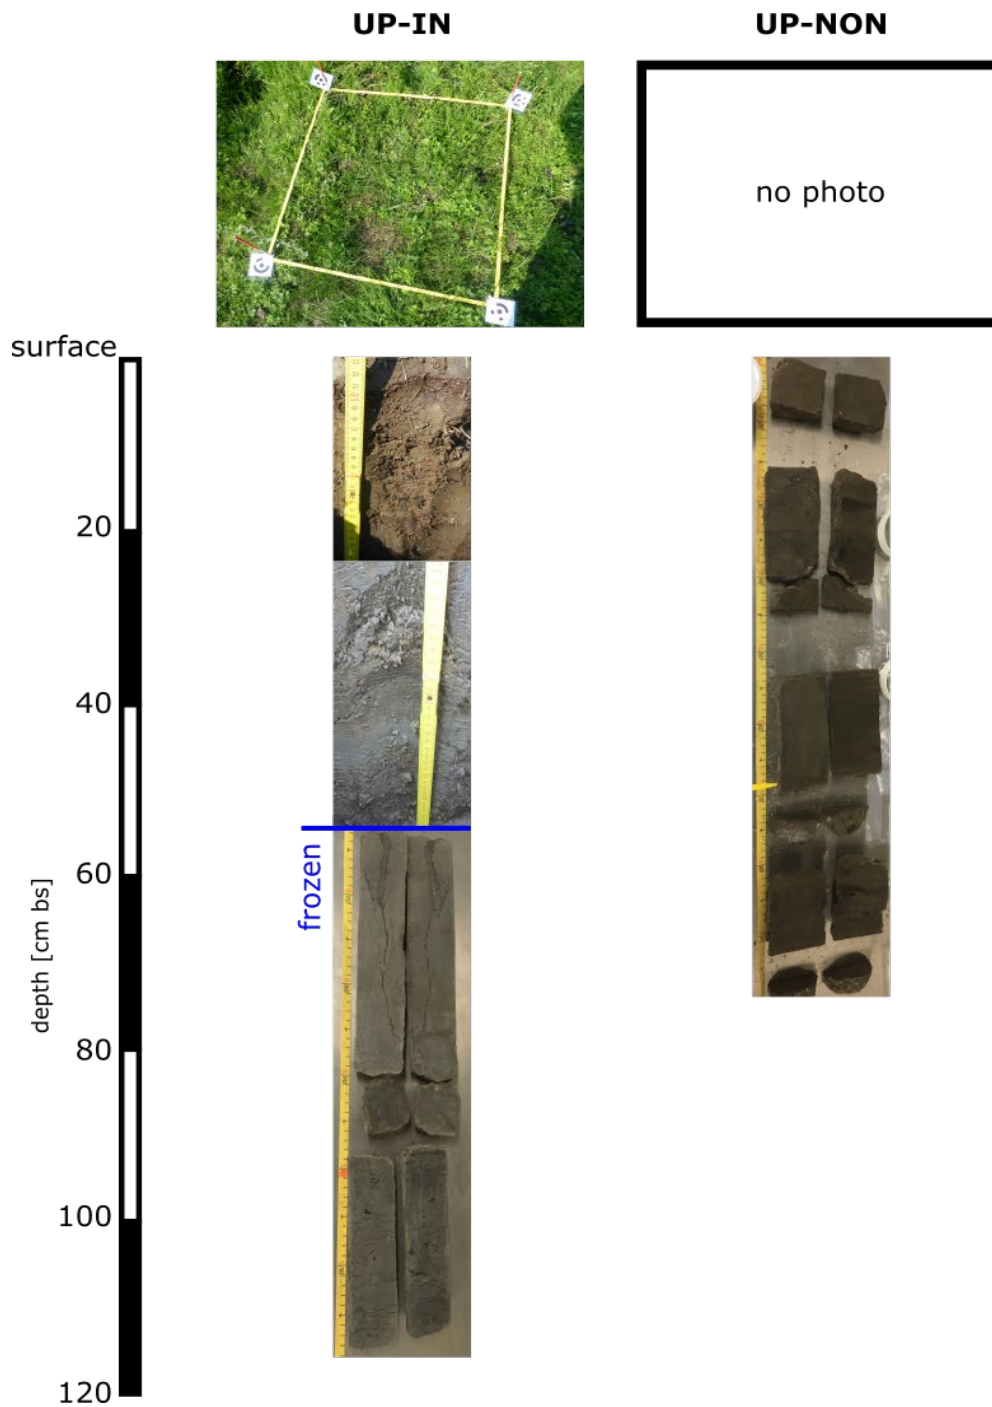 UP-IN
UP-NON
no photo
surface
20
40
frozen
60
depth [cm bs]
80
100
120